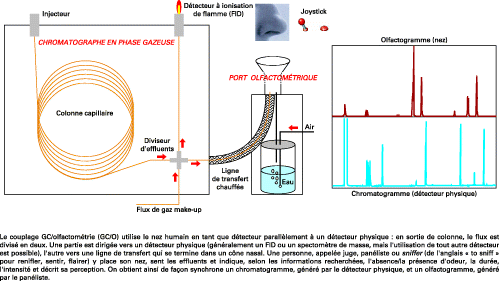 Injecteur
Détecteur à ionisation
de flamme (FID)
Joystick
CHROMATOGRAPHE EN PHASE GAZEUSE
Olfactogramme (nez)
PORT OLFACTOMÉTRIQUE
Colonne capillaire
Air
Diviseur
d'effluents
Ligne
de transfert
chauffée
Eau
Chromatogramme (détecteur physique)
Flux de gaz make-up
Le couplage GC/olfactométrie (GC/O) utilise le nez humain en tant que détecteur parallèlement à un détecteur physique : en sortie de colonne, le flux est
divisé en deux. Une partie est dirigée vers un détecteur physique (généralement un FID ou un spectomètre de masse, mais l'utilisation de tout autre détecteur
est possible), l'autre vers une ligne de transfert qui se termine dans un cône nasal. Une personne, appelée juge, panéliste ou sniffer (de l'anglais « to sniff »
pour renifler, sentir, flairer) y place son nez, sent les effluents et indique, selon les informations recherchées, l'absence/la présence d'odeur, la durée,
l'intensité et décrit sa perception. On obtient ainsi de façon synchrone un chromatogramme, généré par le détecteur physique, et un olfactogramme, généré
par le panéliste.